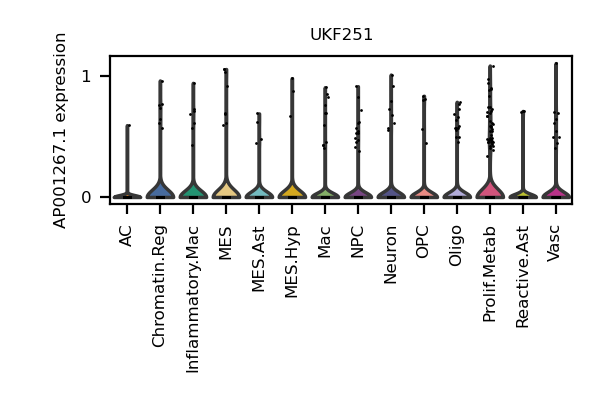 UKF251
AP001267.1 expression
1
0
AC
Chromatin.Reg
Inflammatory.Mac
MES
MES.Ast
MES.Hyp
Mac
NPC
Neuron
OPC
Oligo
Prolif.Metab
Reactive.Ast
Vasc